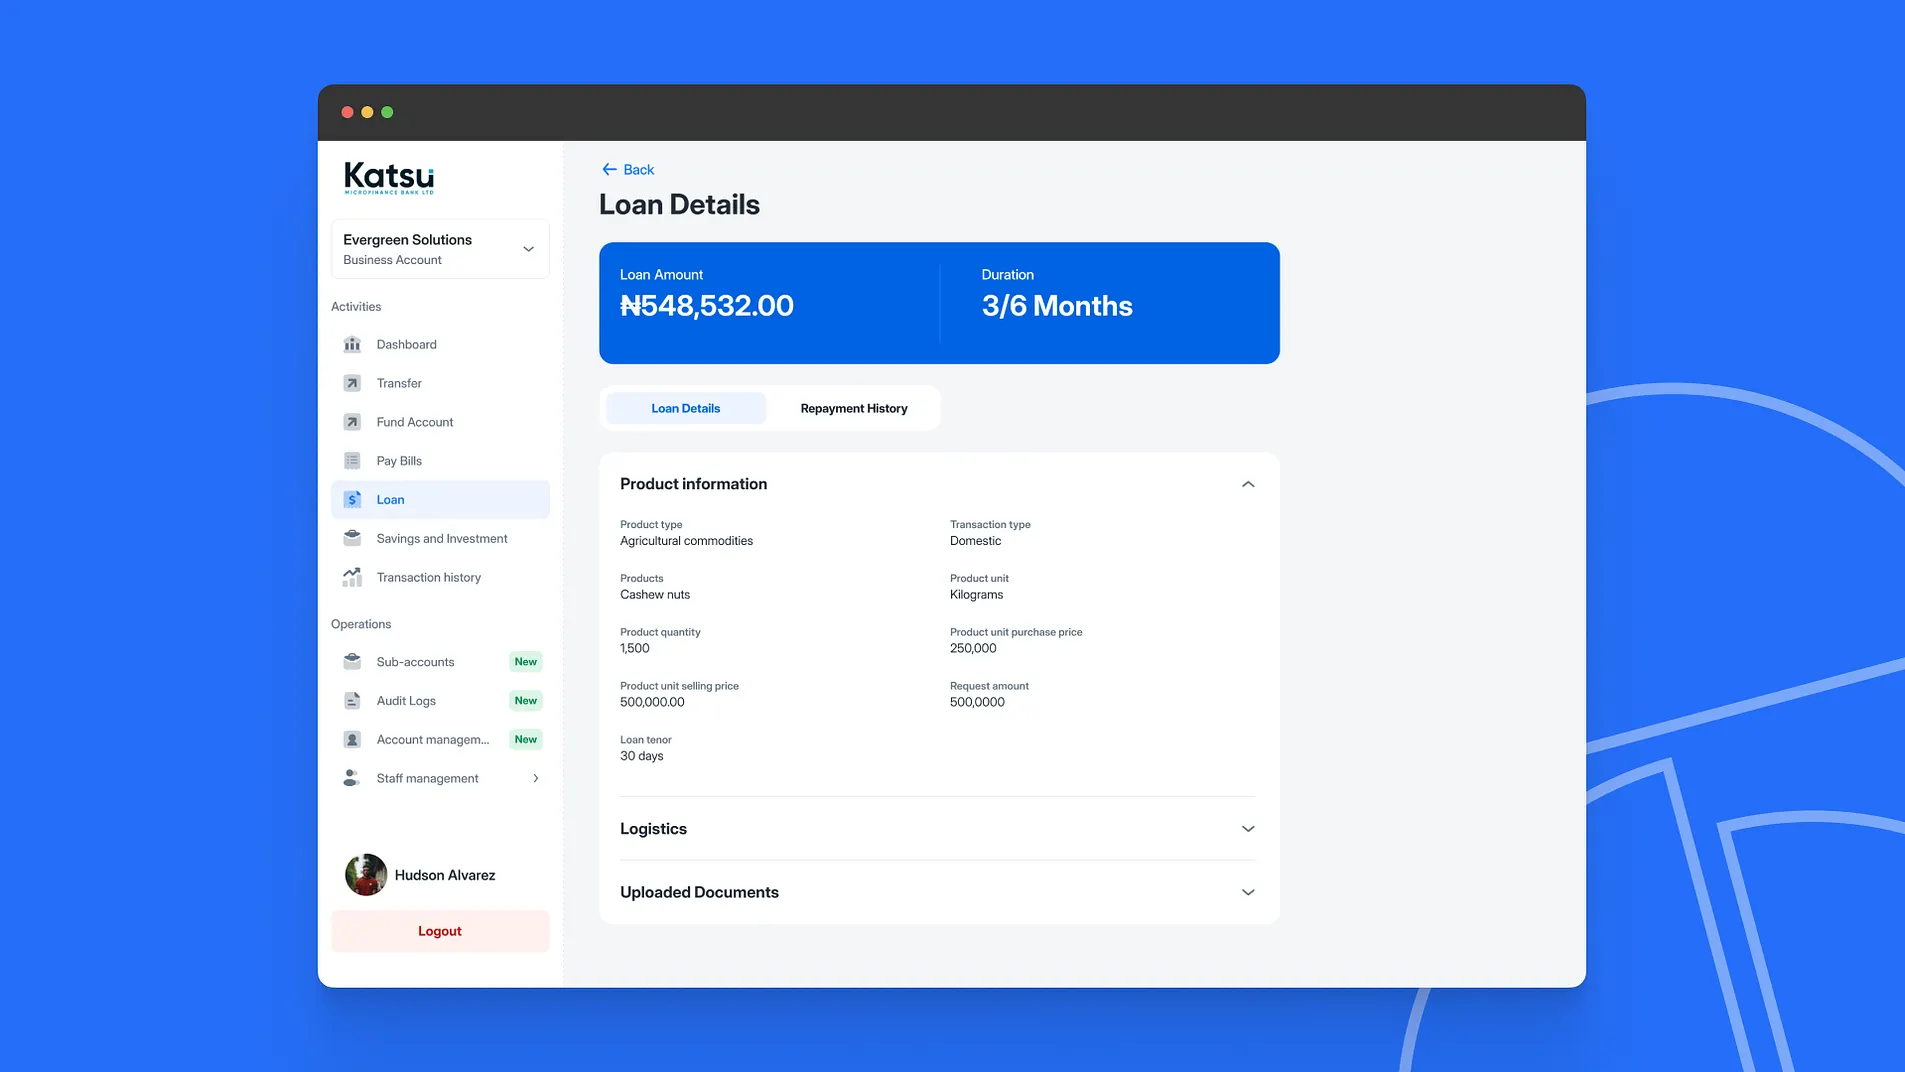 Katsu
MICROFINANCE BANK LTD
Evergreen Solutions
Business Account
Activities
Dashboard
Transfer
Fund Account
Pay Bills
Loan
Savings and Investment
Transaction history
Operations
Sub-accounts New
Audit Logs New
Account managem... New
Staff management
Hudson Alvarez
Logout
Back
Loan Details
Loan Amount
₦548,532.00
Duration
3/6 Months
Loan Details Repayment History
Product information
Product type
Agricultural commodities
Transaction type
Domestic
Products
Cashew nuts
Product unit
Kilograms
Product quantity
1,500
Product unit purchase price
250,000
Product unit selling price
500,000.00
Request amount
500,0000
Loan tenor
30 days
Logistics
Uploaded Documents